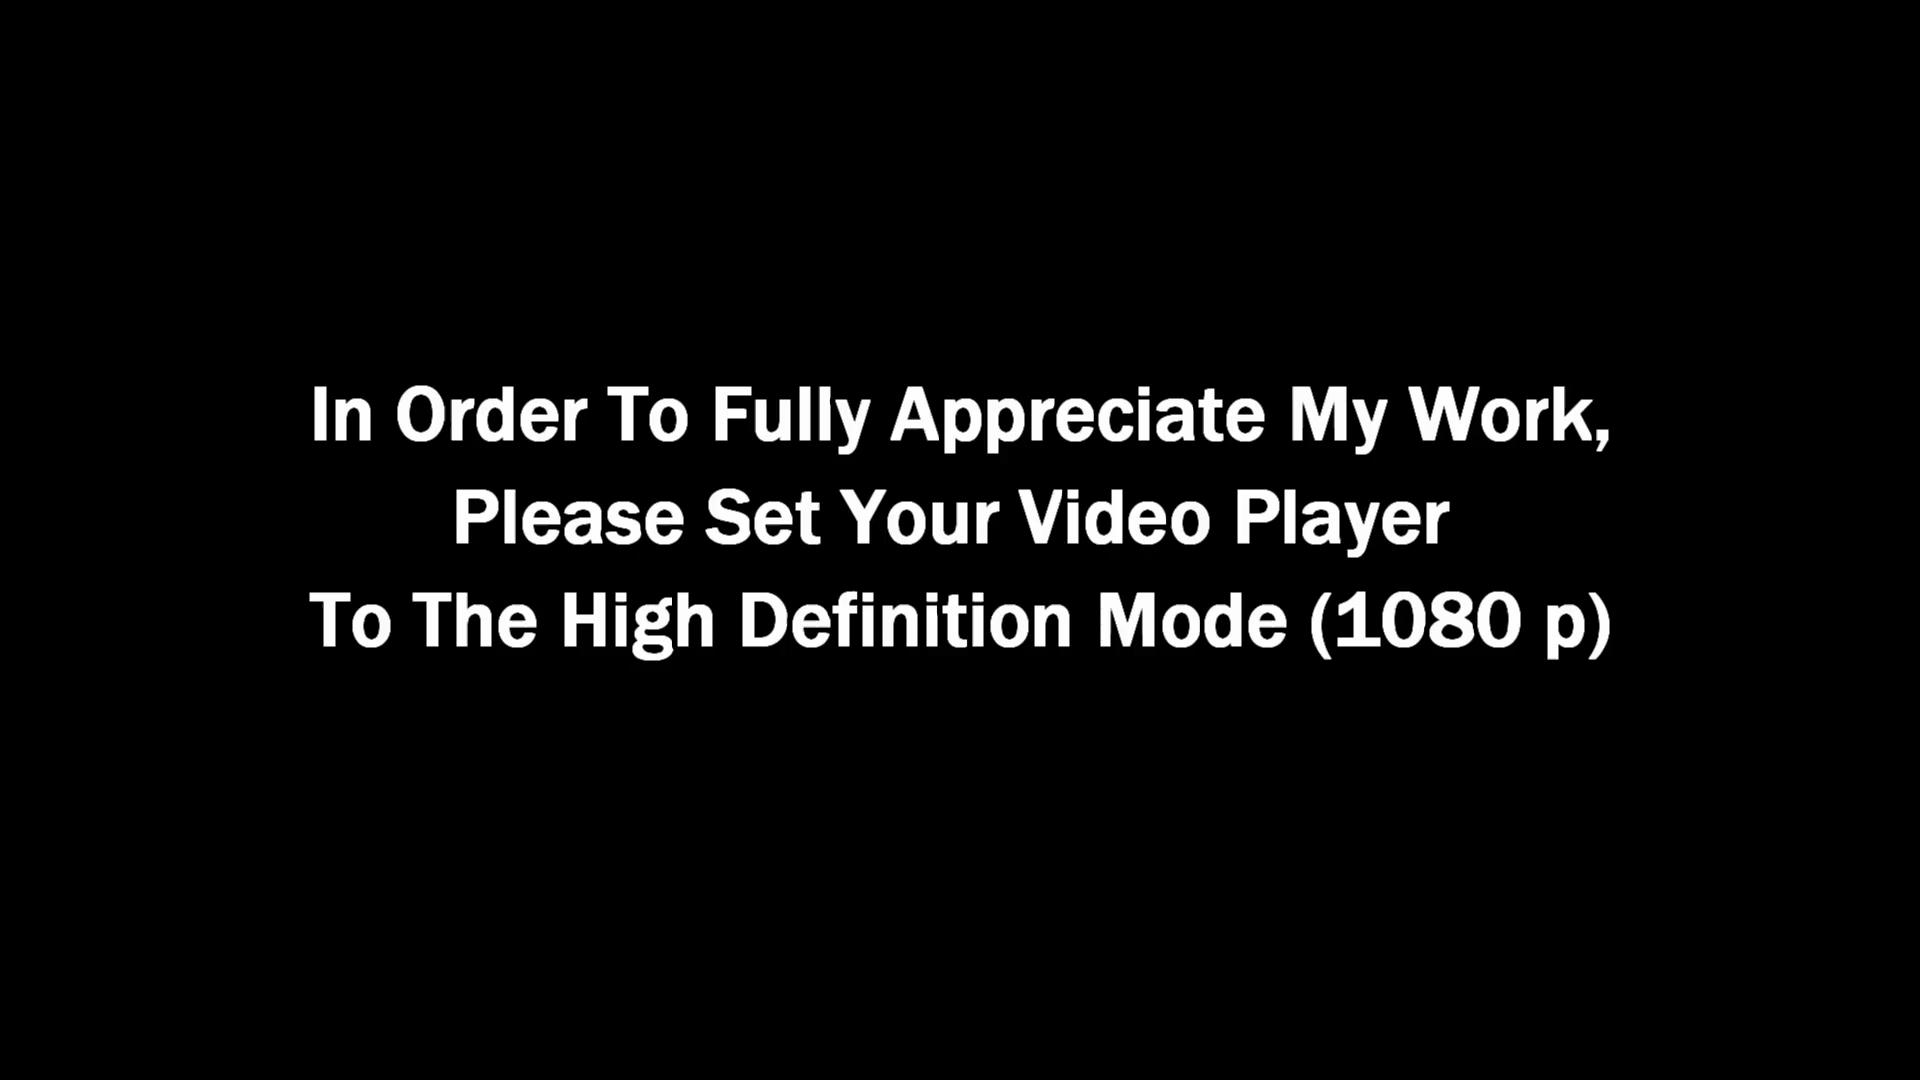 In Order To Fully Appreciate My Work,
Please Set Your Video Player
To The High Definition Mode (1080 p)